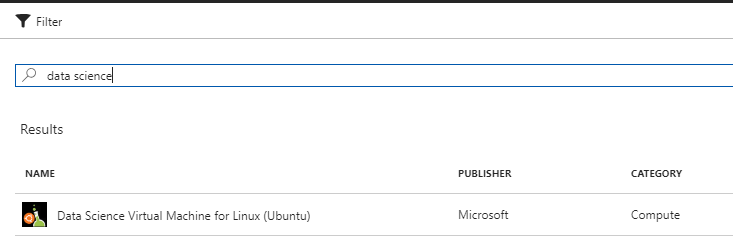 Filter
data science
Results
NAME PUBLISHER CATEGORY
Data Science Virtual Machine for Linux (Ubuntu) Microsoft Compute